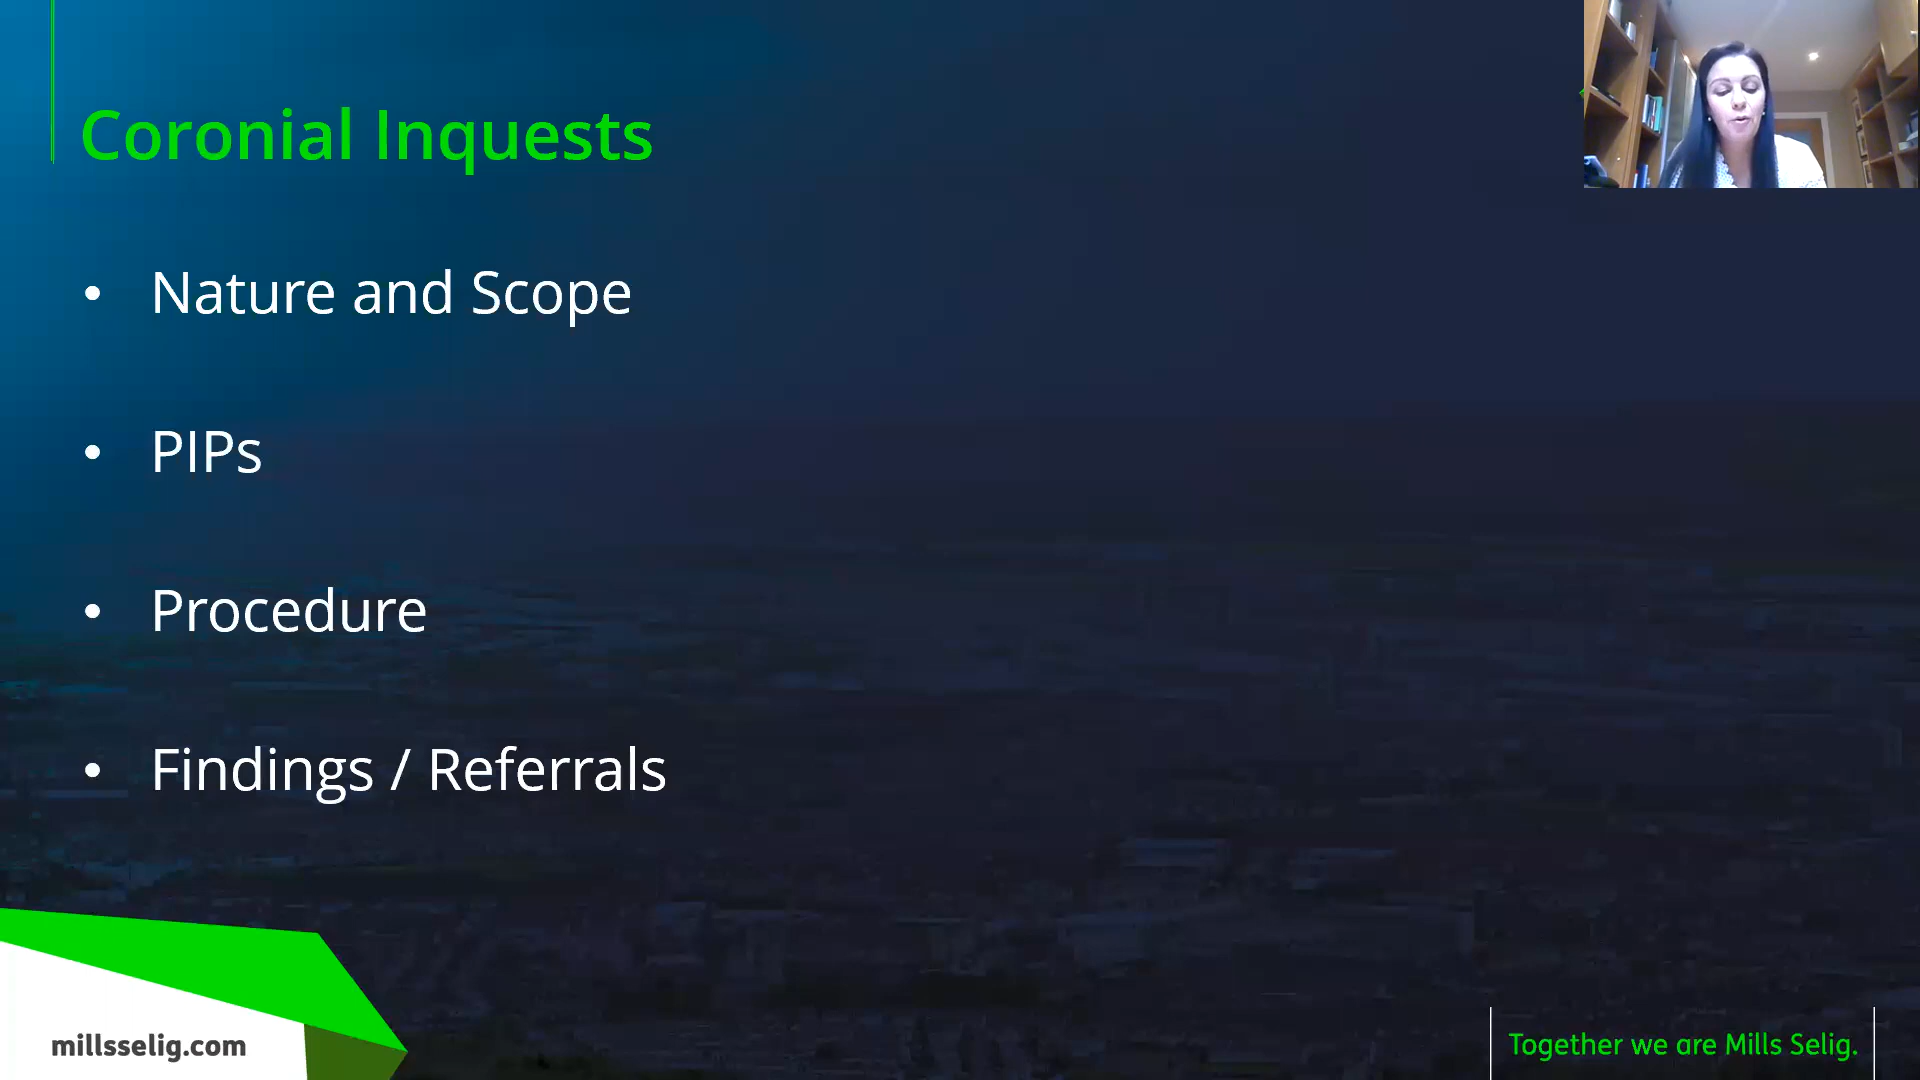 Coronial Inquests
• Nature and Scope
• PIPs
• Procedure
• Findings / Referrals
millsselig.com
Together we are Mills Selig.